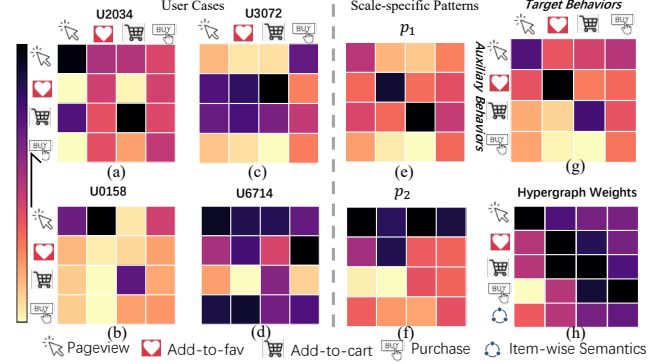 User Cases
Scale-specific Patterns
Target Behaviors
U2034
U3072
p1
BUY
Auxiliary Behaviors
BUY
BUY
BUY
(a)
(c)
(e)
(g)
U0158
U6714
p2
Hypergraph Weights
BUY
BUY
(b)
(d)
(f)
(h)
Pageview
Add-to-fav
Add-to-cart
BUY
Purchase
Item-wise Semantics